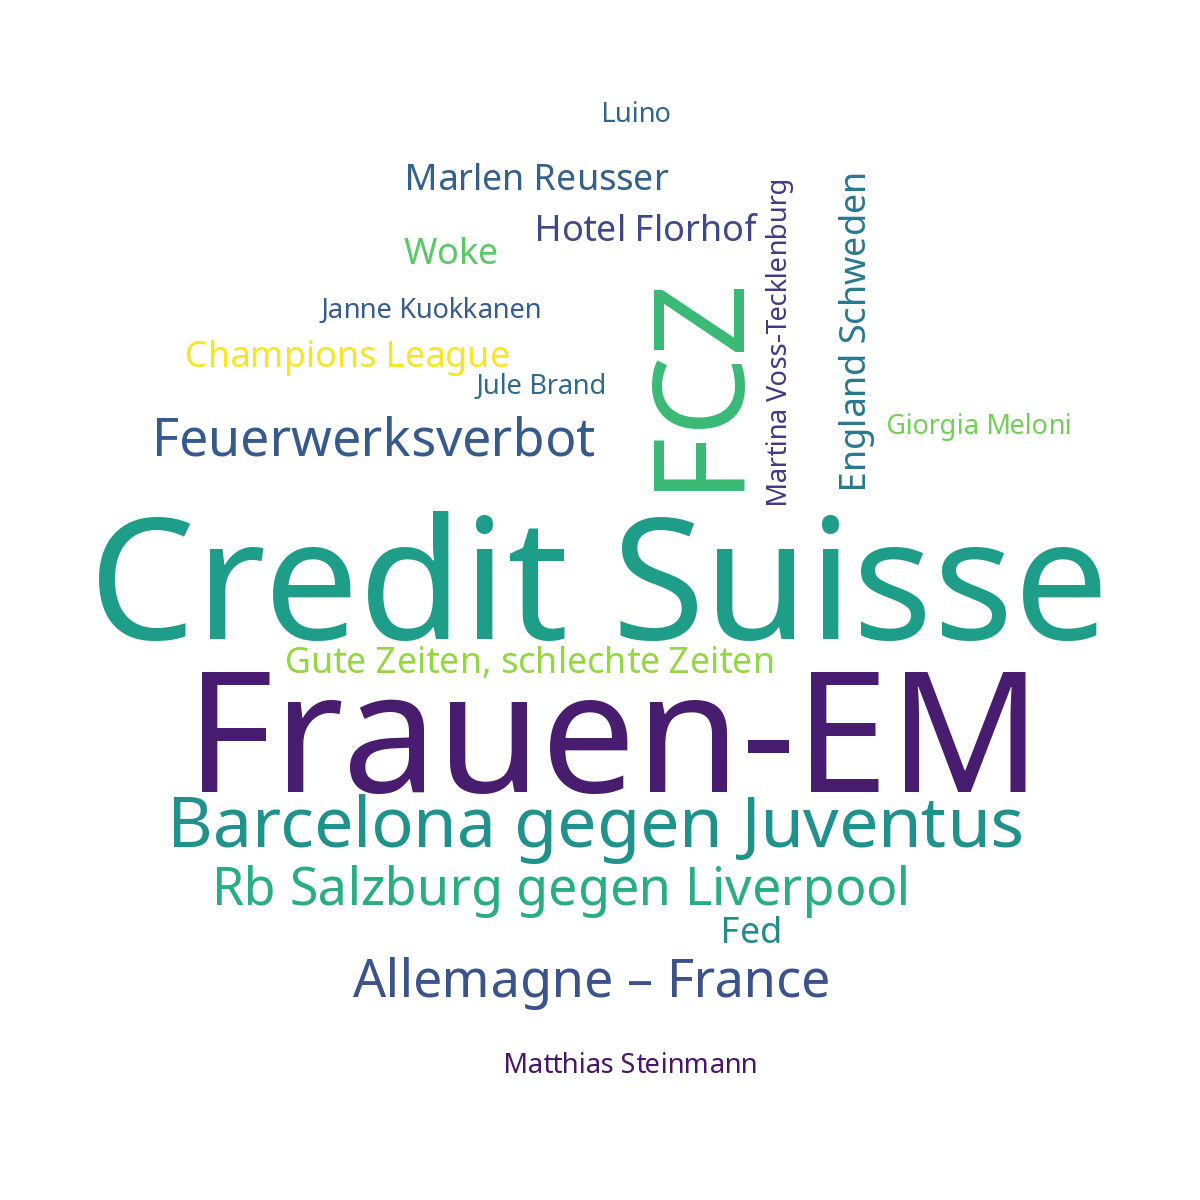 Luino
Marlen Reusser
Hotel Florhof
Woke
Martina Voss-Tecklenburg
England Schweden
Janne Kuokkanen
FCZ
Champions League
Jule Brand
Giorgia Meloni
Feuerwerksverbot
Credit Suisse
Gute Zeiten, schlechte Zeiten
Frauen-EM
Barcelona gegen Juventus
Rb Salzburg gegen Liverpool
Fed
Allemagne – France
Matthias Steinmann